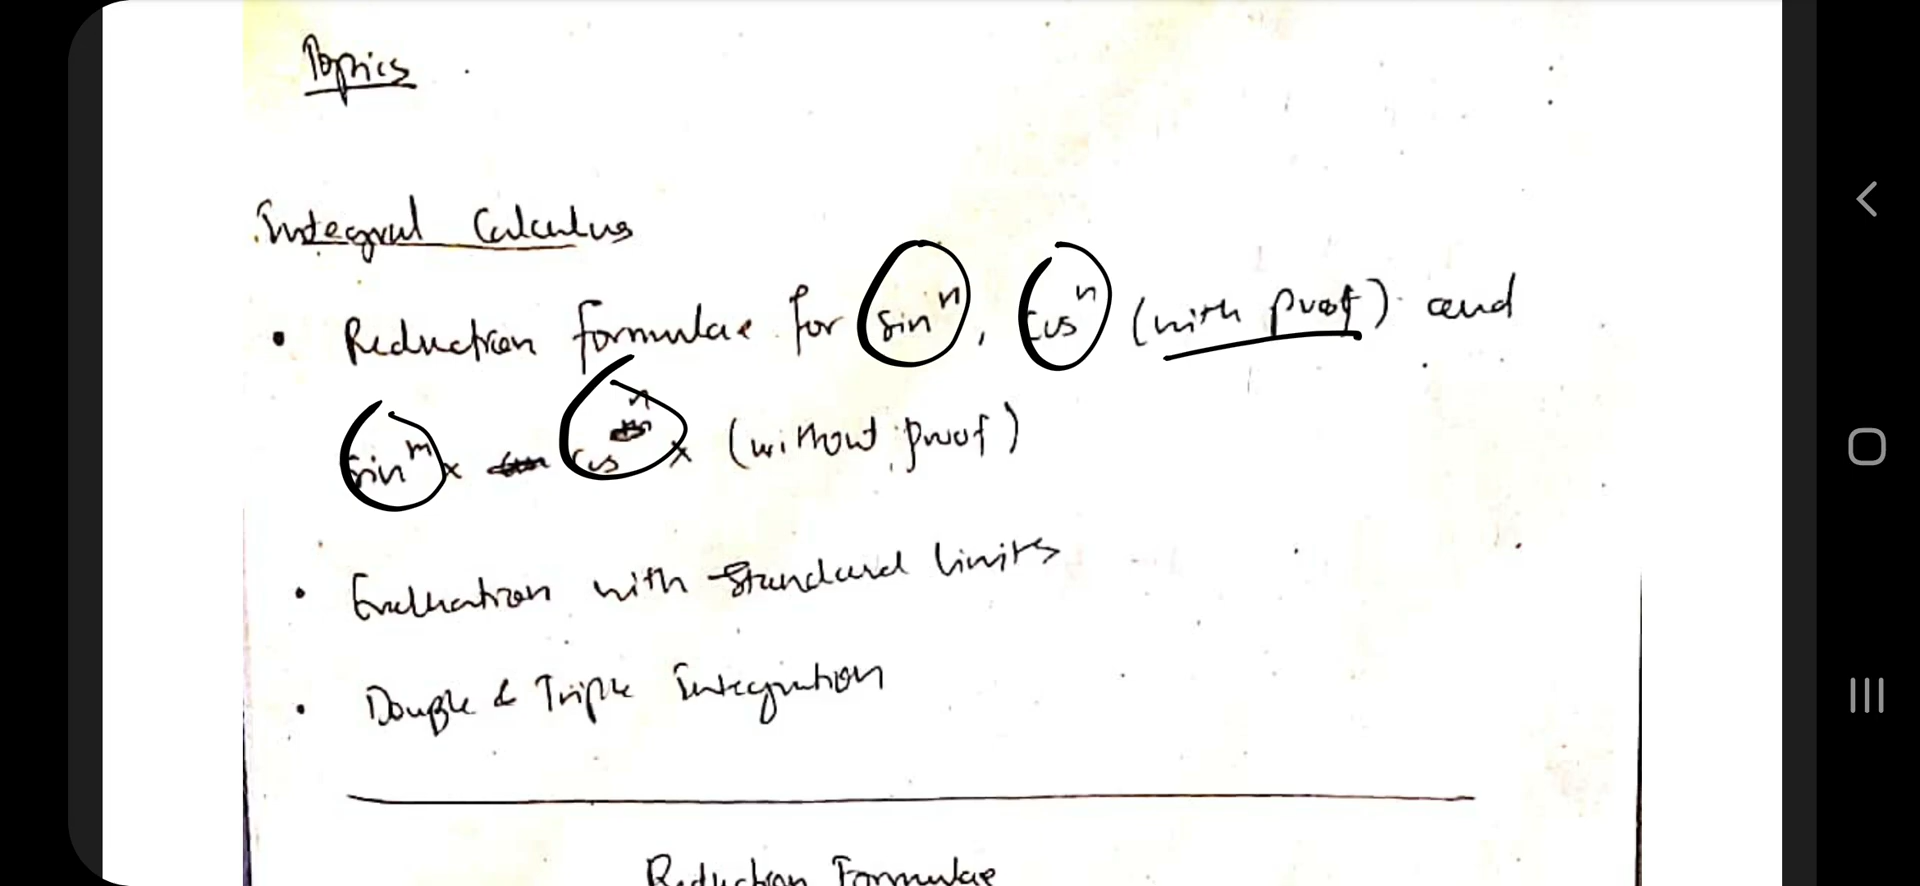 Topics
Integral Calculus
• Reduction formulae for sinⁿ, cosⁿ (with proof) and
sinᵐx cosⁿx (without proof)
• Evaluation with standard limits
• Double & Triple Integration
Reduction Formulae